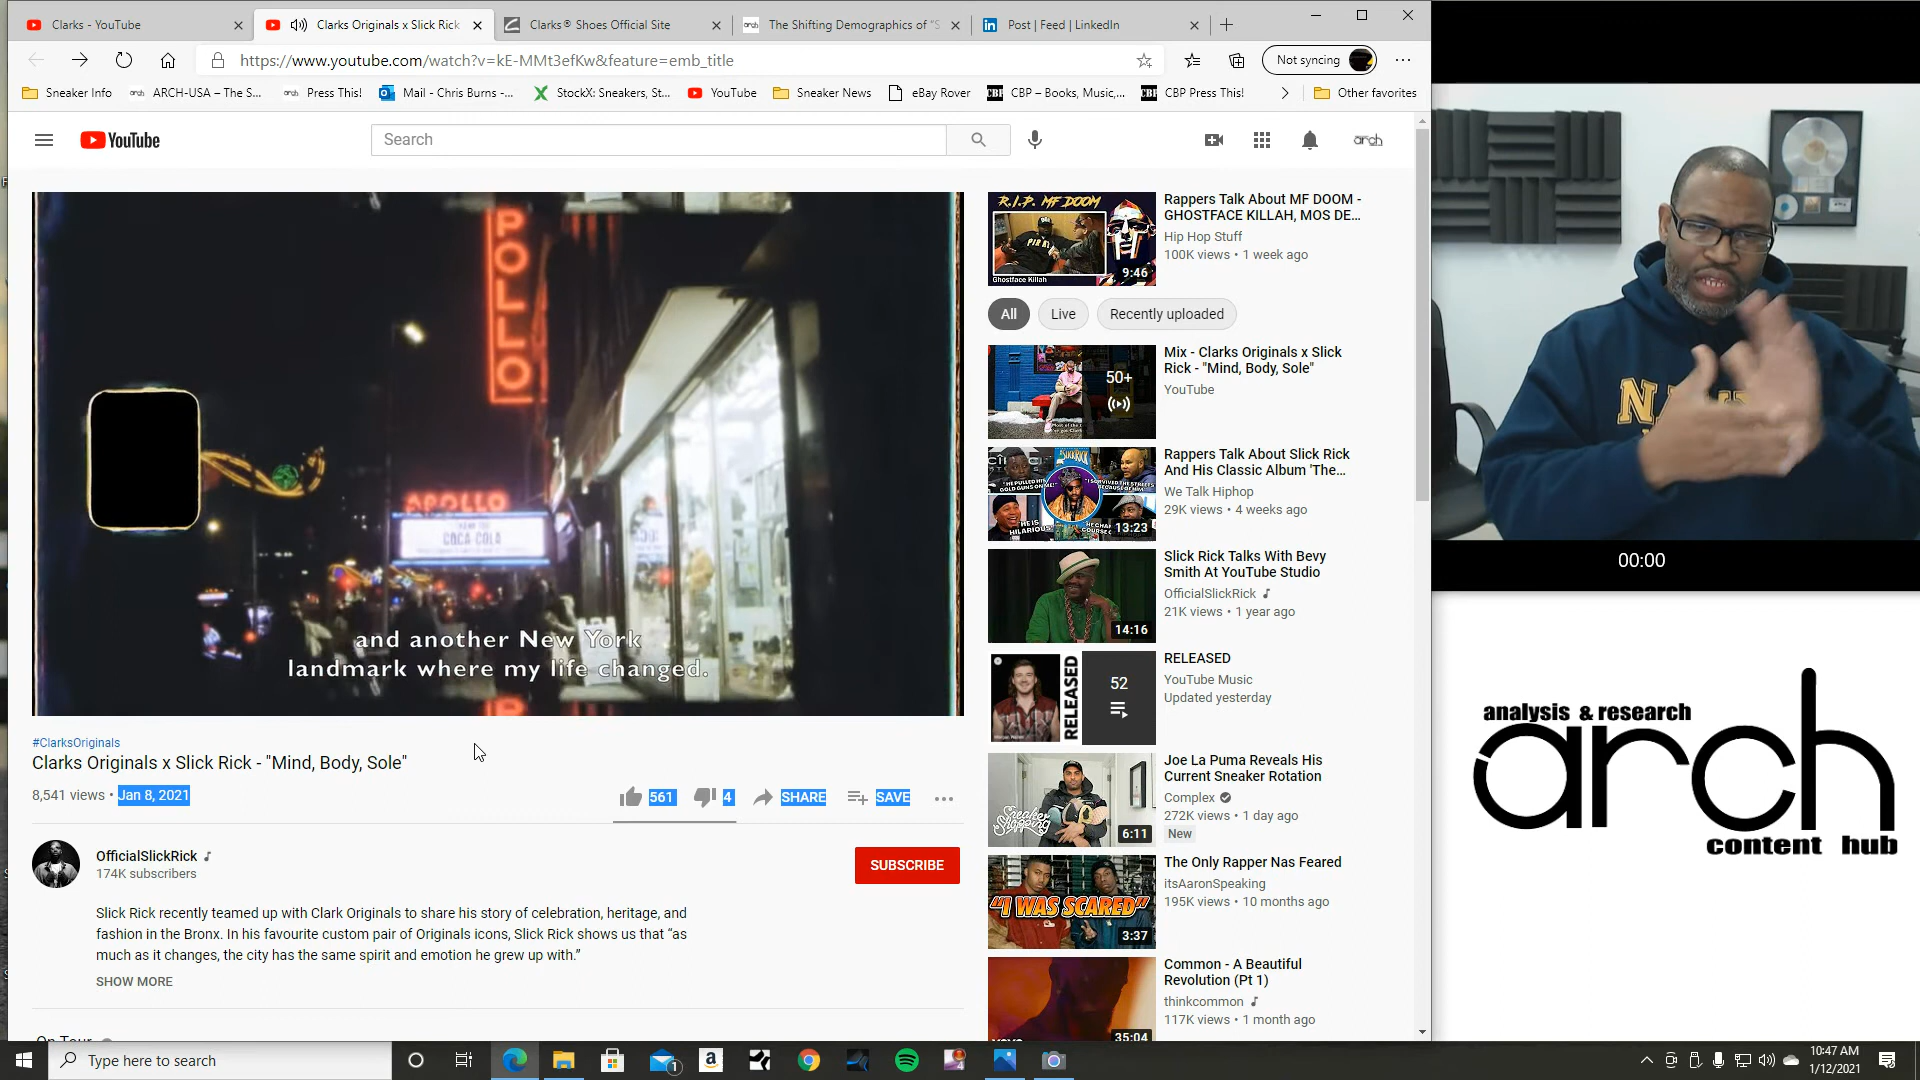 Clarks - YouTube
Clarks Originals x Slick Rick
Clarks® Shoes Official Site
The Shifting Demographics of "S
Post | Feed | LinkedIn
https://www.youtube.com/watch?v=kE-MMt3efKw&feature=emb_title
Not syncing
Sneaker Info
ARCH-USA – The S...
Press This!
Mail - Chris Burns -...
StockX: Sneakers, St...
YouTube
Sneaker News
eBay Rover
CBP – Books, Music,...
CBP Press This!
Other favorites
YouTube
Search
arch
POLLO
APOLLO
COCA-COLA
and another New York
landmark where my life changed.
#ClarksOriginals
Clarks Originals x Slick Rick - "Mind, Body, Sole"
8,541 views • Jan 8, 2021
561
4
SHARE
SAVE
OfficialSlickRick
174K subscribers
SUBSCRIBE
Slick Rick recently teamed up with Clark Originals to share his story of celebration, heritage, and
fashion in the Bronx. In his favourite custom pair of Originals icons, Slick Rick shows us that “as
much as it changes, the city has the same spirit and emotion he grew up with.”
SHOW MORE
On Tour
R.I.P. MF DOOM
Ghostface Killah
9:46
Rappers Talk About MF DOOM -
GHOSTFACE KILLAH, MOS DE...
Hip Hop Stuff
100K views • 1 week ago
All
Live
Recently uploaded
50+
Mix - Clarks Originals x Slick
Rick - "Mind, Body, Sole"
YouTube
13:23
Rappers Talk About Slick Rick
And His Classic Album 'The...
We Talk Hiphop
29K views • 4 weeks ago
14:16
Slick Rick Talks With Bevy
Smith At YouTube Studio
OfficialSlickRick
21K views • 1 year ago
RELEASED
52
RELEASED
YouTube Music
Updated yesterday
Sneaker
Shopping
6:11
Joe La Puma Reveals His
Current Sneaker Rotation
Complex
272K views • 1 day ago
New
"I WAS SCARED"
3:37
The Only Rapper Nas Feared
itsAaronSpeaking
195K views • 10 months ago
35:04
Common - A Beautiful
Revolution (Pt 1)
thinkcommon
117K views • 1 month ago
00:00
analysis & research
arch
content hub
Type here to search
1
10:47 AM
1/12/2021